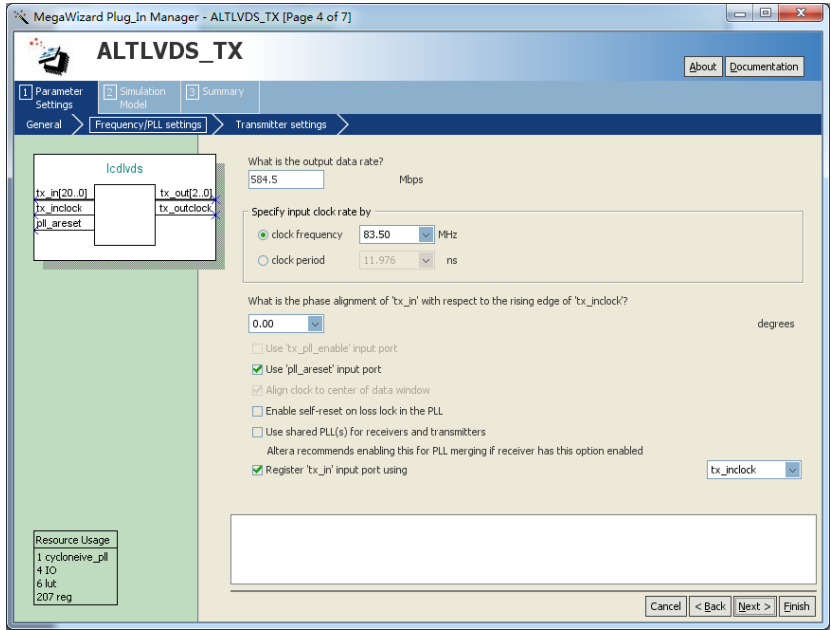 MegaWizard Plug_In Manager - ALTLVDS_TX [Page 4 of 7]
ALTLVDS_TX
About Documentation
1 Parameter Settings 2 Simulation Model 3 Summary
General Frequency/PLL settings Transmitter settings
lcdlvds
tx_in[20..0] tx_out[2..0]
tx_inclock tx_outclock
pll_areset
What is the output data rate?
584.5 Mbps
Specify input clock rate by
clock frequency 83.50 MHz
clock period 11.976 ns
What is the phase alignment of 'tx_in' with respect to the rising edge of 'tx_inclock'?
0.00 degrees
Use 'tx_pll_enable' input port
Use 'pll_areset' input port
Align clock to center of data window
Enable self-reset on loss lock in the PLL
Use shared PLL(s) for receivers and transmitters
Altera recommends enabling this for PLL merging if receiver has this option enabled
Register 'tx_in' input port using tx_inclock
Resource Usage
1 cycloneive_pll
4 IO
6 lut
207 reg
Cancel < Back Next > Finish